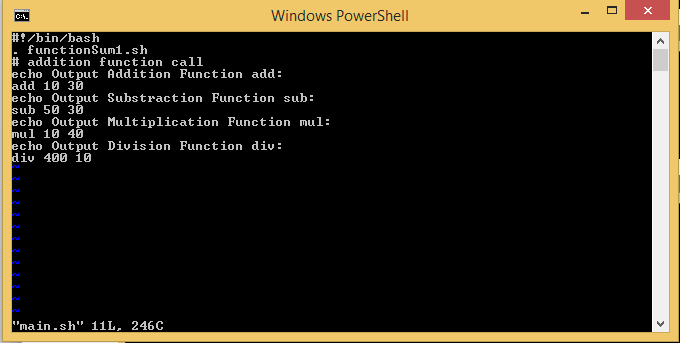 Windows PowerShell
#!/bin/bash
. functionSum1.sh
# addition function call
echo Output Addition Function add:
add 10 30
echo Output Substraction Function sub:
sub 50 30
echo Output Multiplication Function mul:
mul 10 40
echo Output Division Function div:
div 400 10
~
~
~
~
~
~
~
~
~
~
~
~
~
"main.sh" 11L, 246C